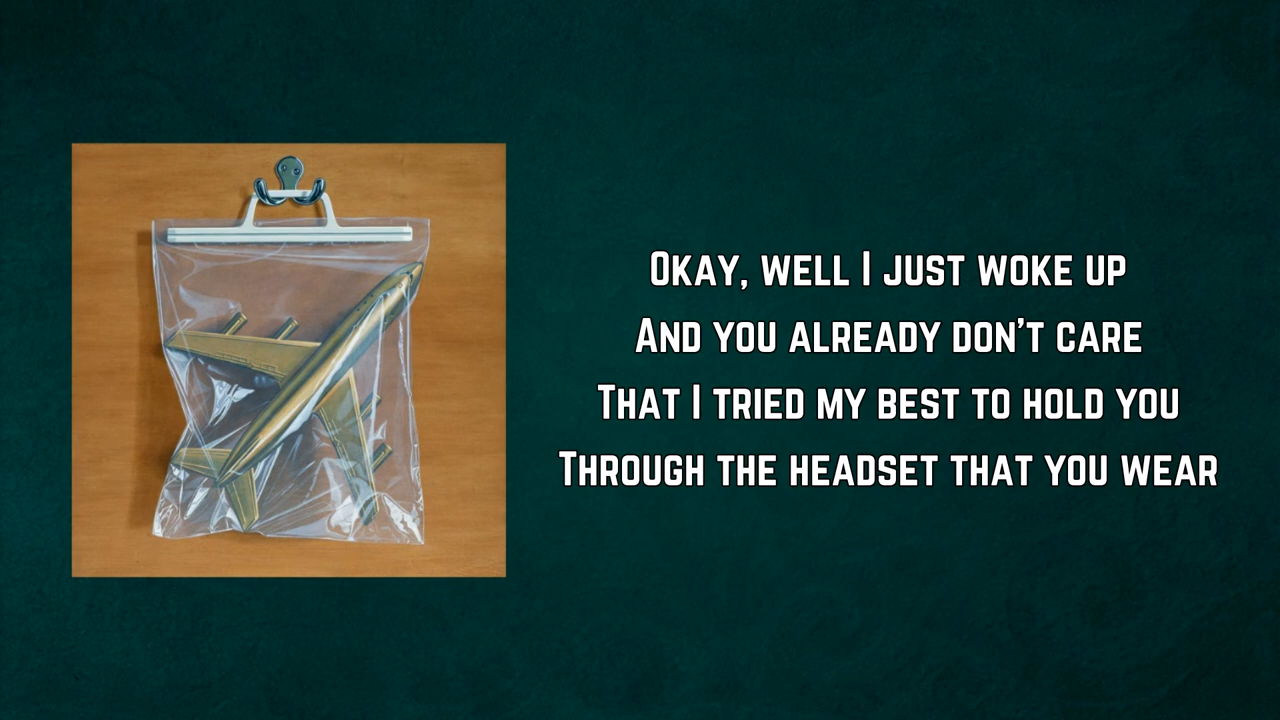 Okay, well I just woke up
And you already don't care
That I tried my best to hold you
Through the headset that you wear